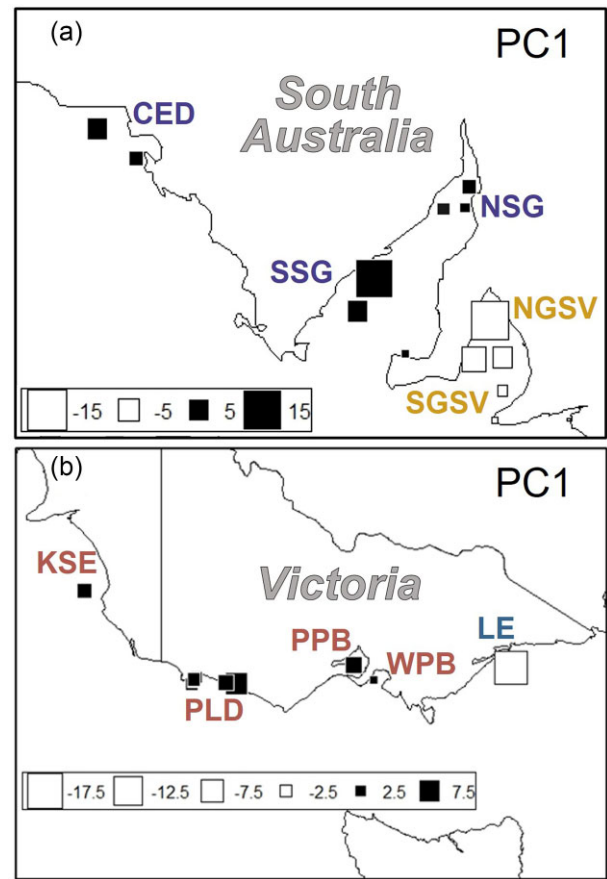 (a)
PC1
South
Australia
CED
NSG
SSG
NGSV
SGSV
-15 -5 5 15
(b)
PC1
KSE
Victoria
PPB
LE
WPB
PLD
-17.5 -12.5 -7.5 -2.5 2.5 7.5